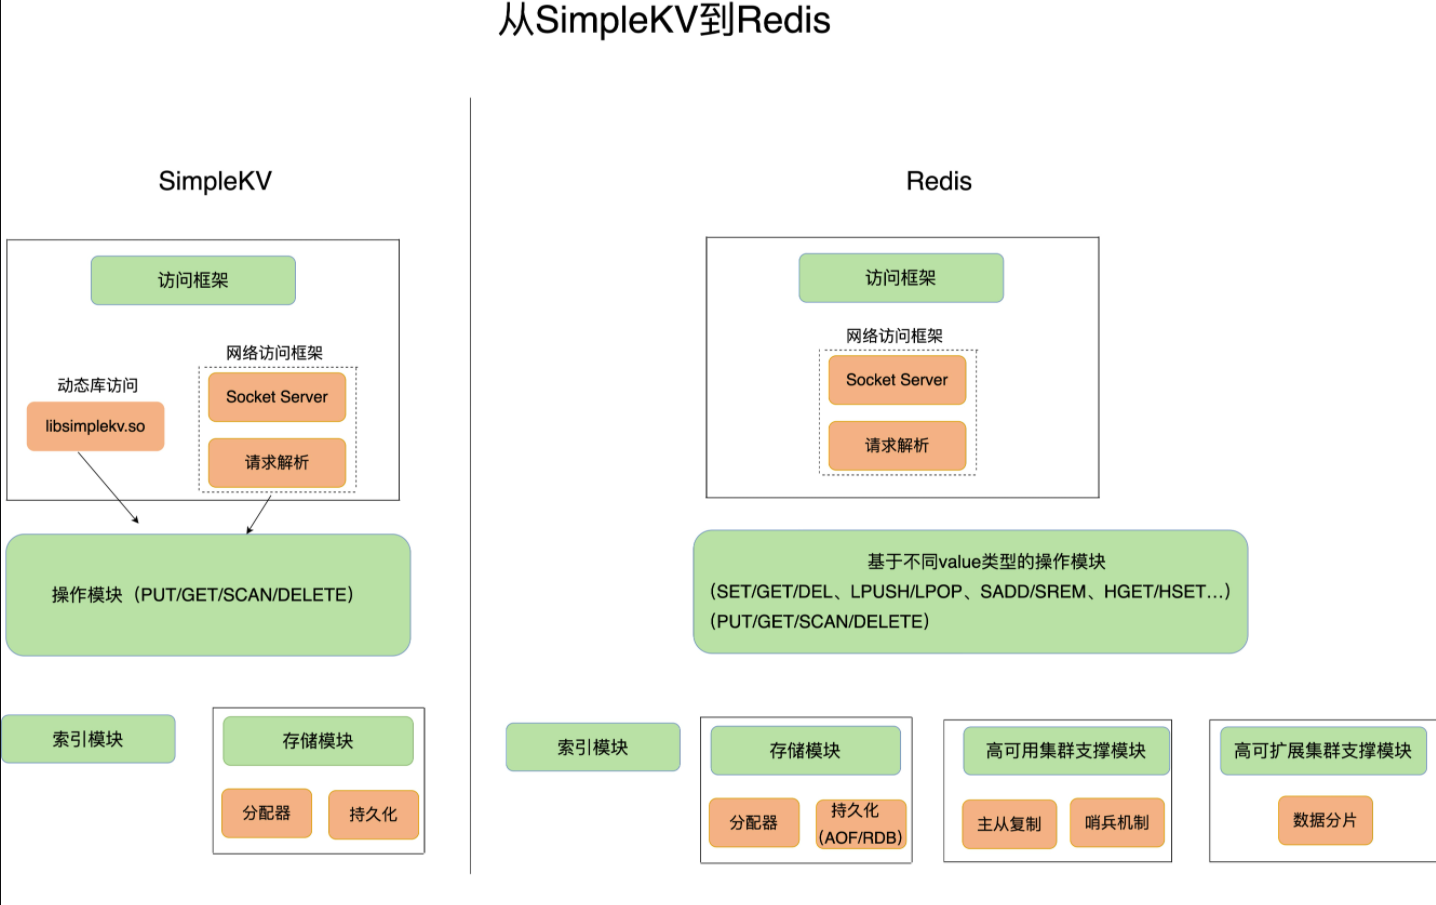 从SimpleKV到Redis
SimpleKV
访问框架
网络访问框架
动态库访问
Socket Server
libsimplekv.so
请求解析
操作模块（PUT/GET/SCAN/DELETE）
索引模块
存储模块
分配器
持久化
Redis
访问框架
网络访问框架
Socket Server
请求解析
基于不同value类型的操作模块
（SET/GET/DEL、LPUSH/LPOP、SADD/SREM、HGET/HSET...）
（PUT/GET/SCAN/DELETE）
索引模块
存储模块
分配器
持久化
（AOF/RDB）
高可用集群支撑模块
主从复制
哨兵机制
高可扩展集群支撑模块
数据分片